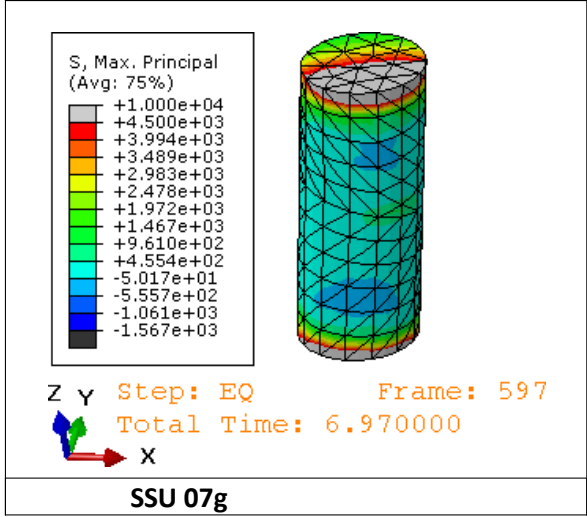 S, Max. Principal
(Avg: 75%)
+1.000e+04
+4.500e+03
+3.994e+03
+3.489e+03
+2.983e+03
+2.478e+03
+1.972e+03
+1.467e+03
+9.610e+02
+4.554e+02
-5.017e+01
-5.557e+02
-1.061e+03
-1.567e+03
Z Y Step: EQ Frame: 597
Total Time: 6.970000
X
SSU 07g